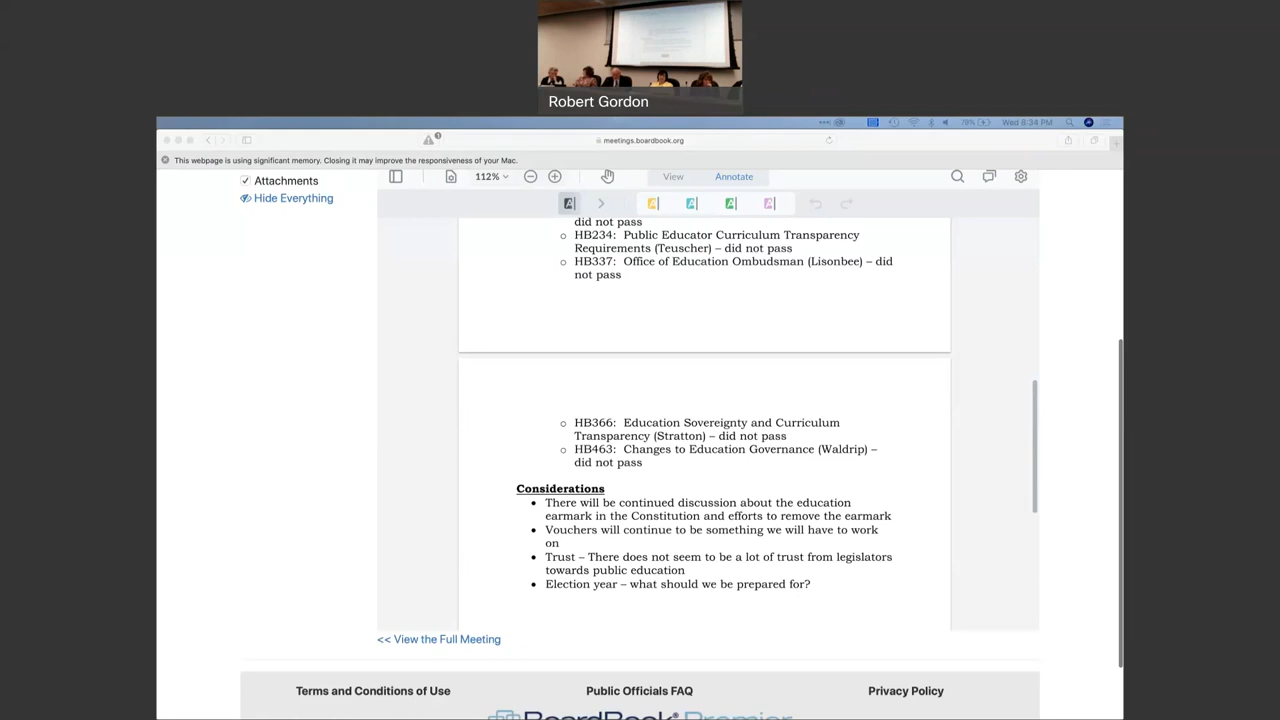 Robert Gordon
78%
Wed 8:34 PM
meetings.boardbook.org
This webpage is using significant memory. Closing it may improve the responsiveness of your Mac.
Attachments
Hide Everything
112%
View
Annotate
did not pass
HB234: Public Educator Curriculum Transparency
Requirements (Teuscher) – did not pass
HB337: Office of Education Ombudsman (Lisonbee) – did
not pass
HB366: Education Sovereignty and Curriculum
Transparency (Stratton) – did not pass
HB463: Changes to Education Governance (Waldrip) –
did not pass
Considerations
There will be continued discussion about the education
earmark in the Constitution and efforts to remove the earmark
Vouchers will continue to be something we will have to work
on
Trust – There does not seem to be a lot of trust from legislators
towards public education
Election year – what should we be prepared for?
<< View the Full Meeting
Terms and Conditions of Use
Public Officials FAQ
Privacy Policy
BoardBook Premier